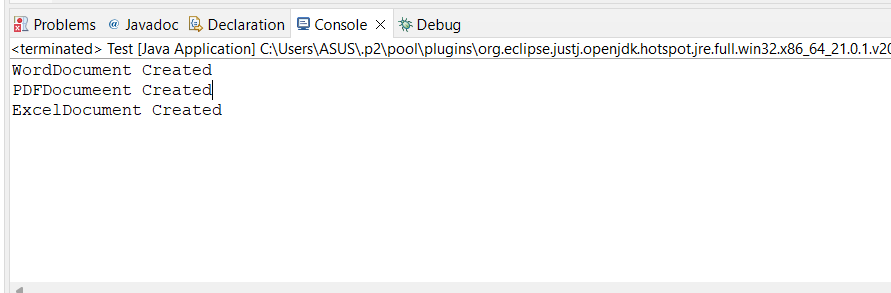 Problems @ Javadoc Declaration Console Debug
<terminated> Test [Java Application] C:\Users\ASUS\.p2\pool\plugins\org.eclipse.justj.openjdk.hotspot.jre.full.win32.x86_64_21.0.1.v20
WordDocument Created
PDFDocumeent Created
ExcelDocument Created